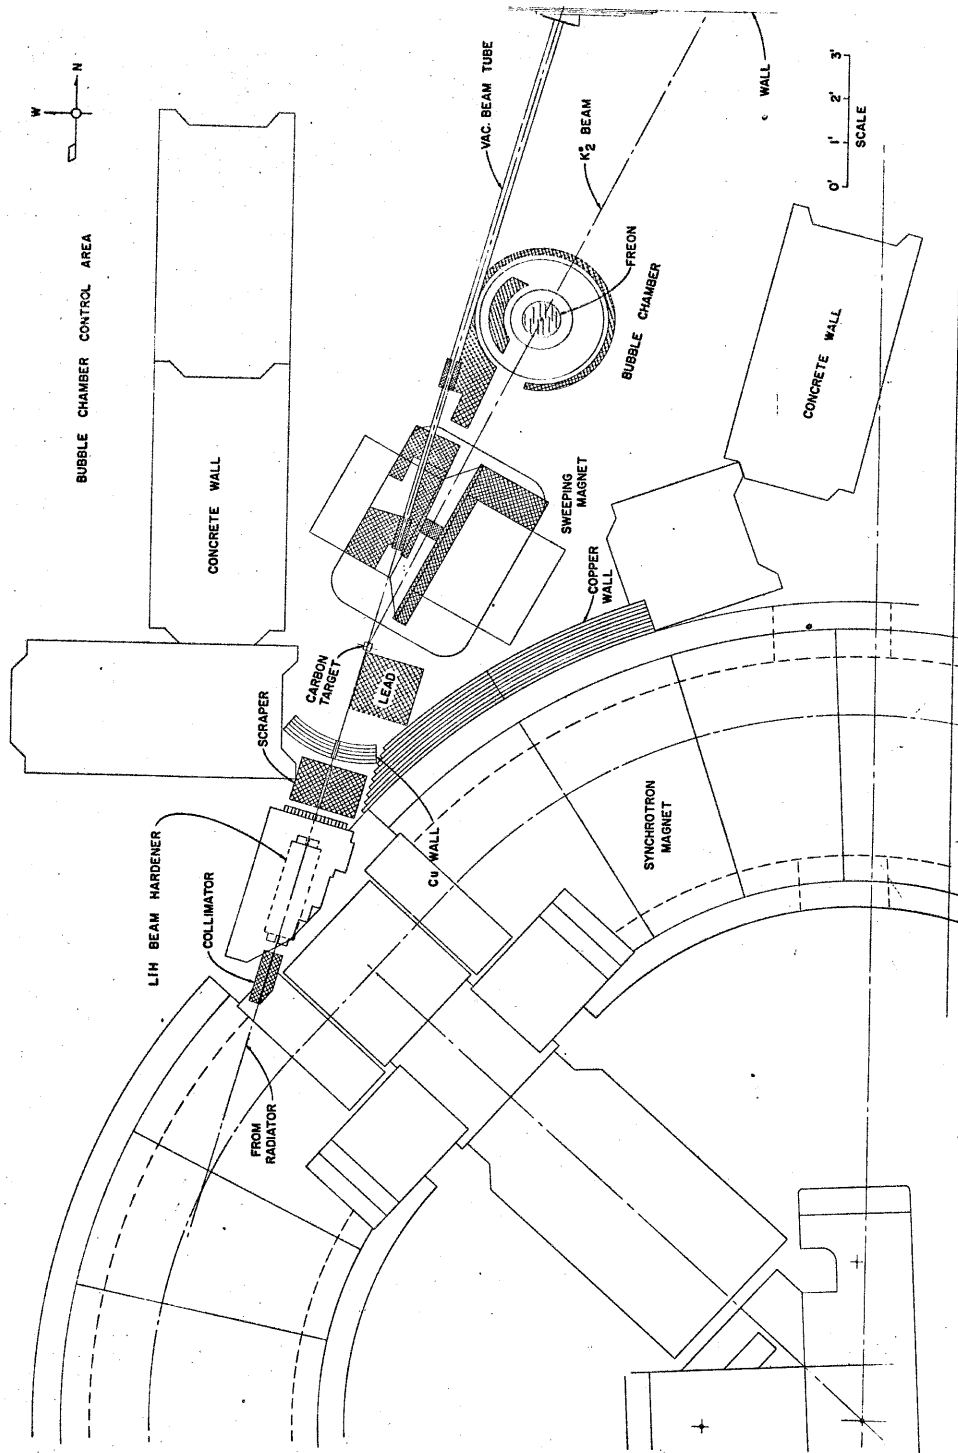 W
N
BUBBLE CHAMBER CONTROL AREA
VAC. BEAM TUBE
K°2 BEAM
WALL
0' 1' 2' 3'
SCALE
FREON
BUBBLE CHAMBER
CONCRETE WALL
CONCRETE WALL
SWEEPING
MAGNET
COPPER
WALL
CARBON
TARGET
LEAD
SCRAPER
LIH BEAM HARDENER
COLLIMATOR
Cu WALL
SYNCHROTRON
MAGNET
FROM
RADIATOR